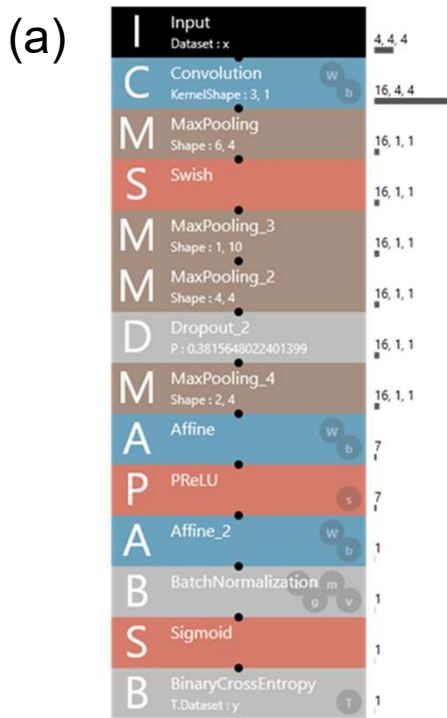 (a)
I Input 4, 4, 4
Dataset : x
C Convolution W b 16, 4, 4
KernelShape : 3, 1
M MaxPooling 16, 1, 1
Shape : 6, 4
S Swish 16, 1, 1
M MaxPooling_3 16, 1, 1
Shape : 1, 10
M MaxPooling_2 16, 1, 1
Shape : 4, 4
D Dropout_2 16, 1, 1
P : 0.3815648022401399
M MaxPooling_4 16, 1, 1
Shape : 2, 4
A Affine W b 7
P PReLU s 7
A Affine_2 W b 1
B BatchNormalization m g v 1
S Sigmoid 1
B BinaryCrossEntropy T 1
T.Dataset : y